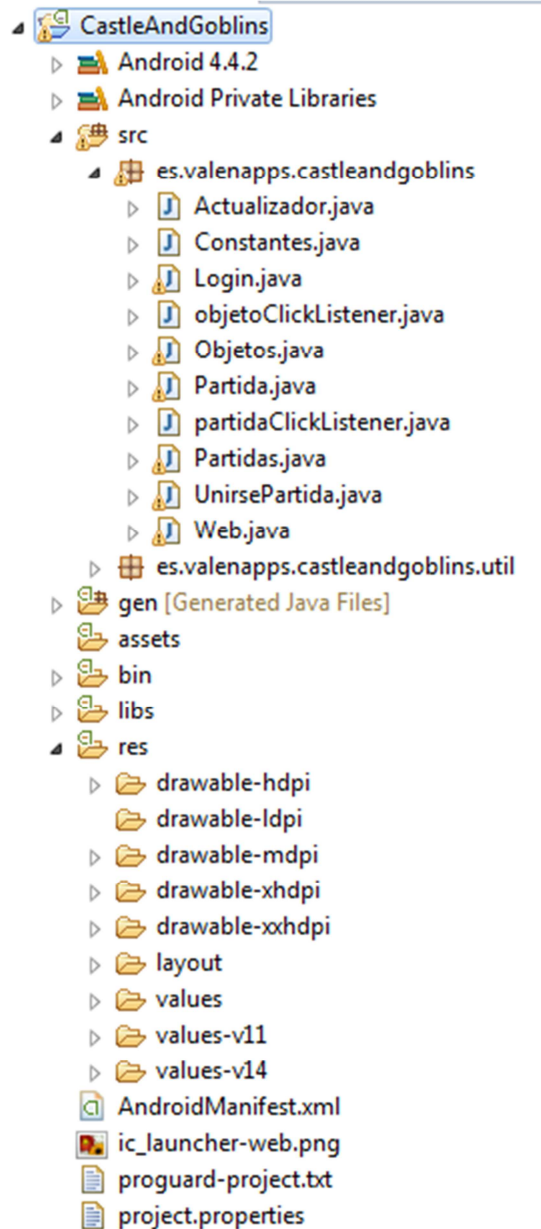 CastleAndGoblins
Android 4.4.2
Android Private Libraries
src
es.valenapps.castleandgoblins
Actualizador.java
Constantes.java
Login.java
objetoClickListener.java
Objetos.java
Partida.java
partidaClickListener.java
Partidas.java
UnirsePartida.java
Web.java
es.valenapps.castleandgoblins.util
gen [Generated Java Files]
assets
bin
libs
res
drawable-hdpi
drawable-ldpi
drawable-mdpi
drawable-xhdpi
drawable-xxhdpi
layout
values
values-v11
values-v14
AndroidManifest.xml
ic_launcher-web.png
proguard-project.txt
project.properties